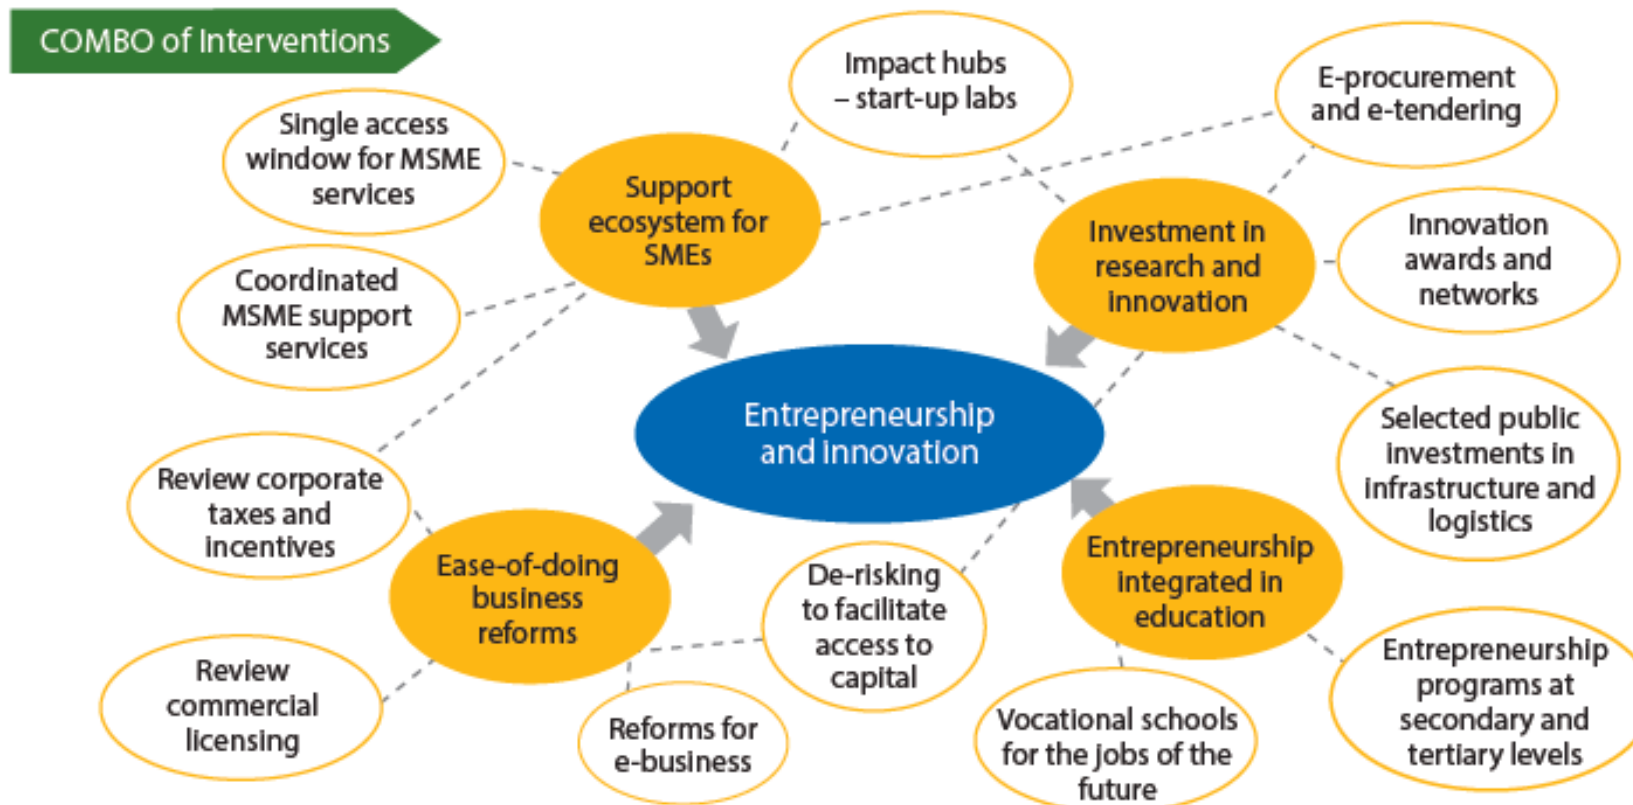 COMBO of Interventions
Impact hubs
– start-up labs
E-procurement
and e-tendering
Single access
window for MSME
services
Support
ecosystem for
SMEs
Investment in
research and
innovation
Innovation
awards and
networks
Coordinated
MSME support
services
Entrepreneurship
and innovation
Selected public
investments in
infrastructure and
logistics
Review corporate
taxes and
incentives
Ease-of-doing
business
reforms
De-risking
to facilitate
access to
capital
Entrepreneurship
integrated in
education
Review
commercial
licensing
Reforms for
e-business
Vocational schools
for the jobs of the
future
Entrepreneurship
programs at
secondary and
tertiary levels